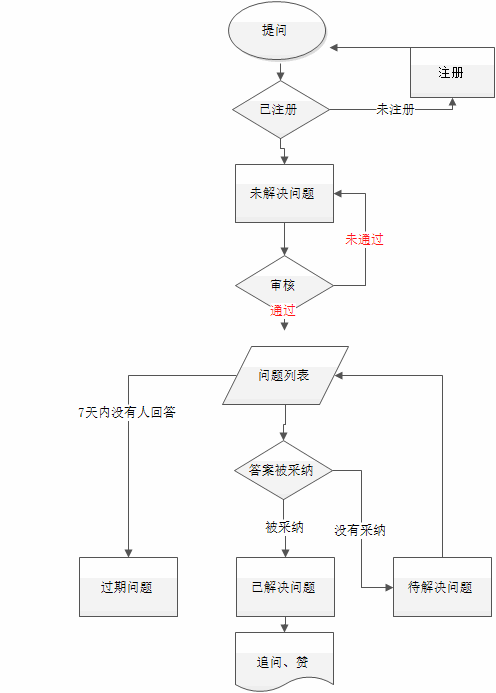 提问
注册
已注册
未注册
未解决问题
未通过
审核
通过
问题列表
7天内没有人回答
答案被采纳
被采纳
没有采纳
过期问题
已解决问题
待解决问题
追问、赞